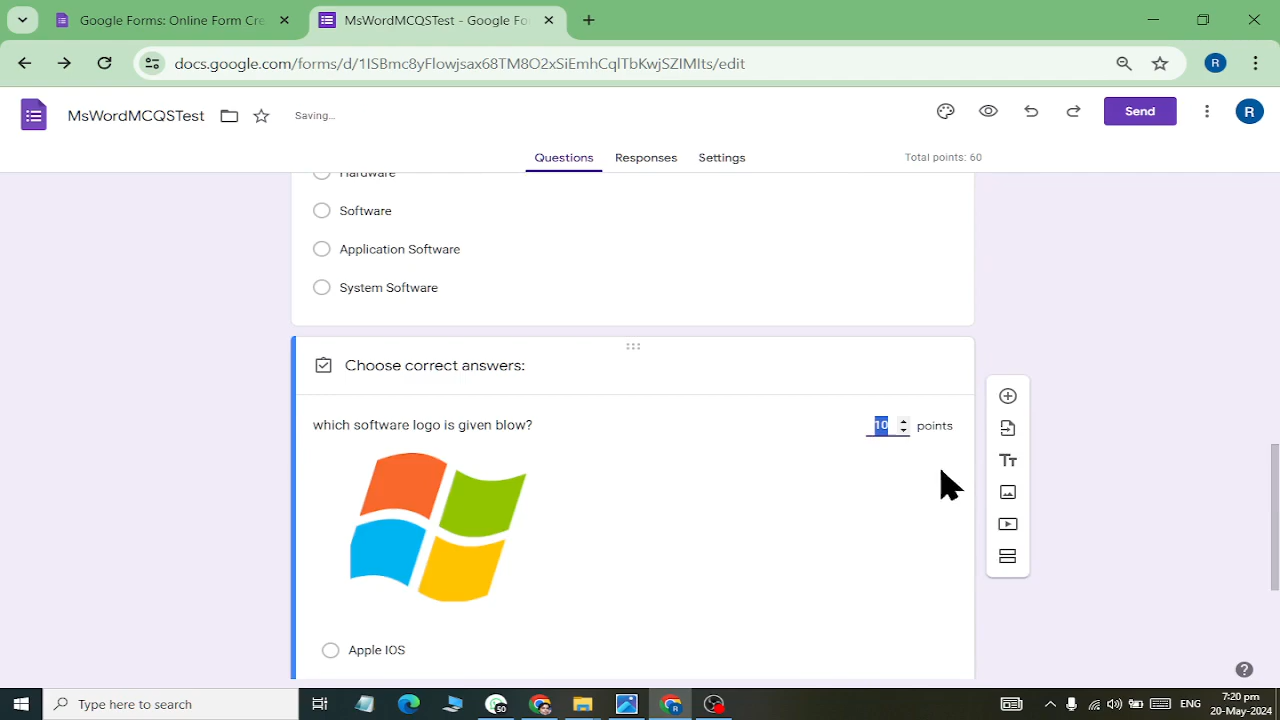 Google Forms: Online Form Cre
MsWordMCQSTest - Google Fo
docs.google.com/forms/d/1ISBmc8yFlowjsax68TM8O2xSiEmhCqlTbKwjSZIMIts/edit
R
MsWordMCQSTest
Saving...
Send
R
Questions
Responses
Settings
Total points: 60
Hardware
Software
Application Software
System Software
Choose correct answers:
which software logo is given blow?
10
points
Tт
Apple IOS
Type here to search
R
ENG
7:20 pm
20-May-2024